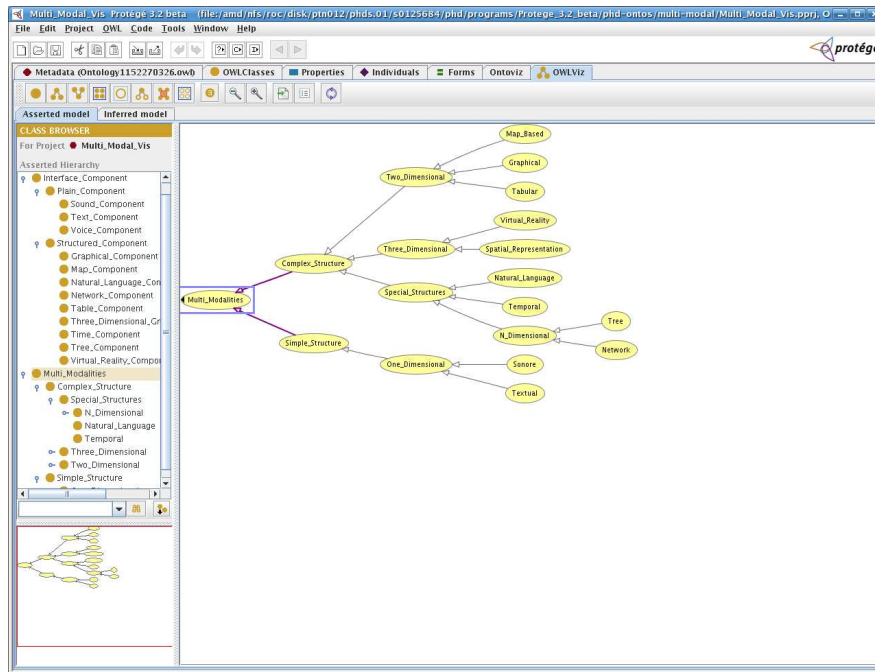 Multi_Modal_Vis Protégé 3.2 beta (file:/amd/nfs/roc/disk/ptn012/phds.01/s0125684/phd/programs/Protege_3.2_beta/phd-ontos/multi-modal/Multi_Modal_Vis.pprj, O
File Edit Project OWL Code Tools Window Help
protégé
Metadata (Ontology1152270326.owl) OWLClasses Properties Individuals Forms Ontoviz OWLViz
Asserted model Inferred model
CLASS BROWSER
For Project Multi_Modal_Vis
Asserted Hierarchy
Interface_Component
Plain_Component
Sound_Component
Text_Component
Voice_Component
Structured_Component
Graphical_Component
Map_Component
Natural_Language_Con
Network_Component
Table_Component
Three_Dimensional_Gr
Time_Component
Tree_Component
Virtual_Reality_Compo
Multi_Modalities
Complex_Structure
Special_Structures
N_Dimensional
Natural_Language
Temporal
Three_Dimensional
Two_Dimensional
Simple_Structure
Map_Based
Graphical
Two_Dimensional
Tabular
Virtual_Reality
Three_Dimensional
Spatial_Representation
Complex_Structure
Natural_Language
Special_Structures
Multi_Modalities
Temporal
Tree
N_Dimensional
Simple_Structure
Network
One_Dimensional
Sonore
Textual